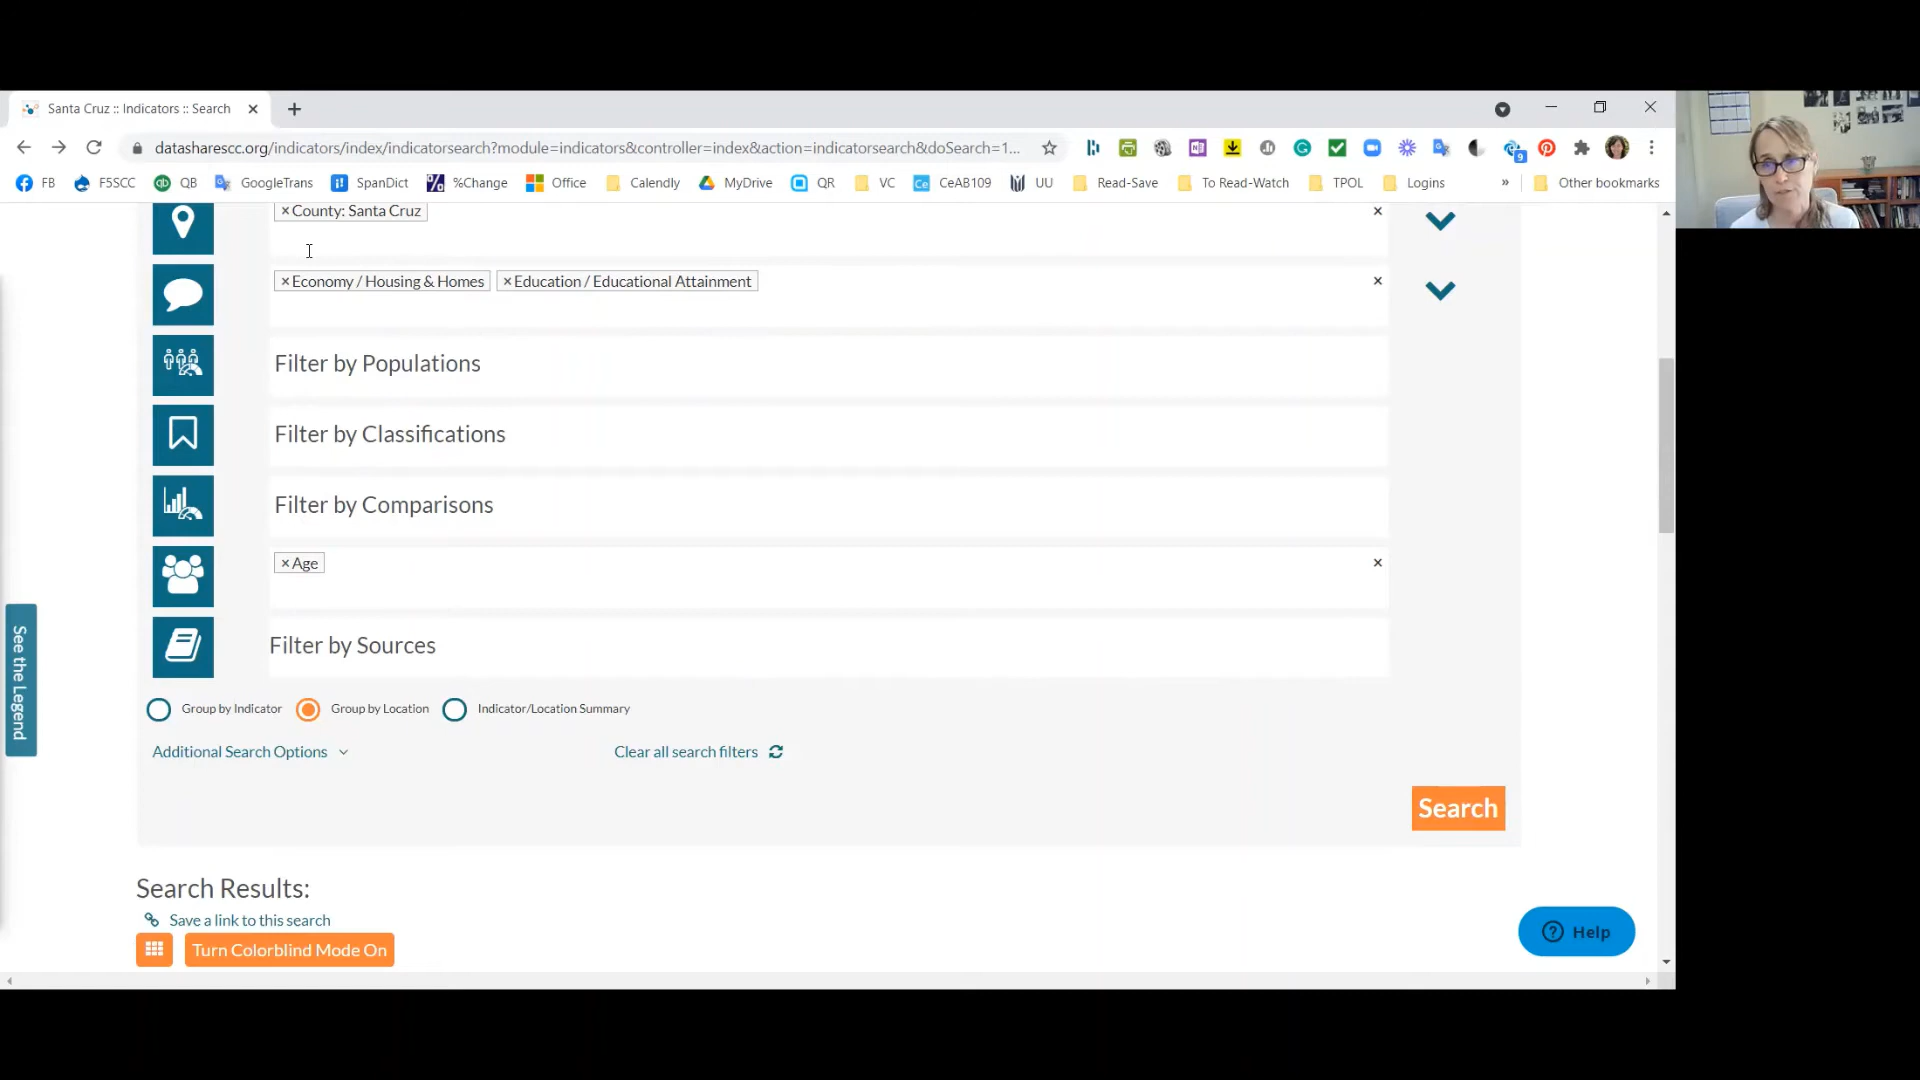 Santa Cruz :: Indicators :: Search
datasharescc.org/indicators/index/indicatorsearch?module=indicators&controller=index&action=indicatorsearch&doSearch=1...
9
FB F5SCC QB GoogleTrans SpanDict %Change Office Calendly MyDrive QR VC CeAB109 UU Read-Save To Read-Watch TPOL Logins » Other bookmarks
×County: Santa Cruz ×
×Economy / Housing & Homes ×Education / Educational Attainment ×
Filter by Populations
Filter by Classifications
Filter by Comparisons
×Age ×
Filter by Sources
See the Legend
Group by Indicator Group by Location Indicator/Location Summary
Additional Search Options Clear all search filters
Search
Search Results:
Save a link to this search
Turn Colorblind Mode On
? Help